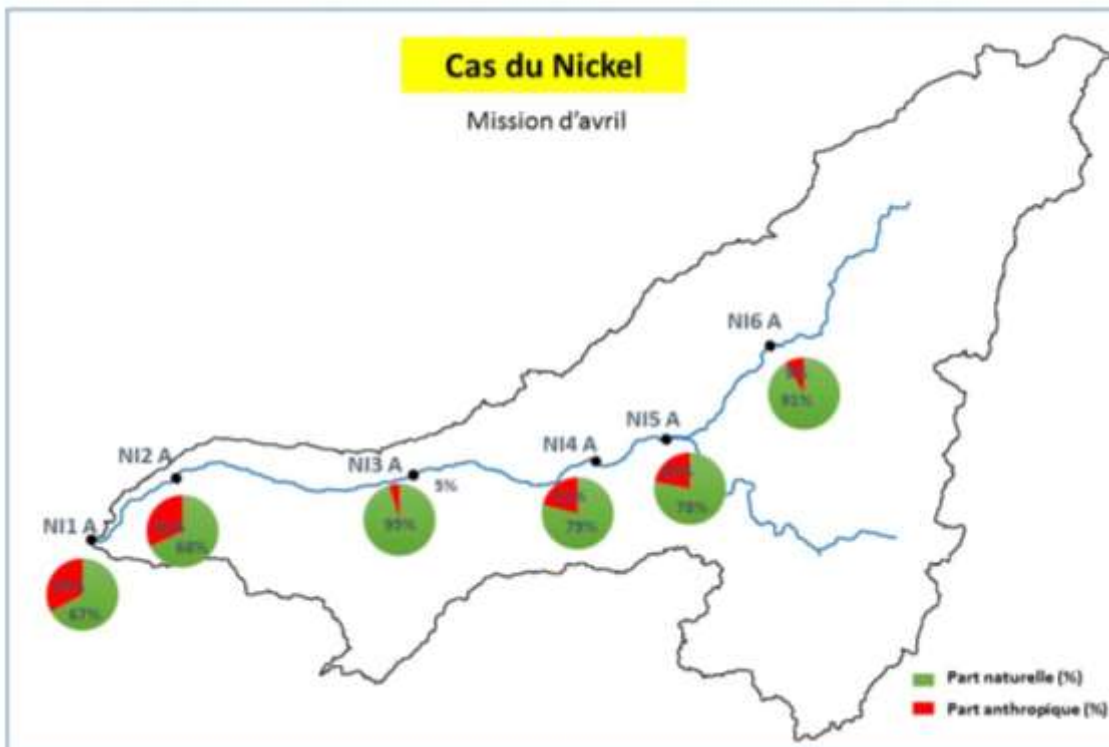 Cas du Nickel
Mission d'avril
NI6 A
91%
NI5 A
78%
NI4 A
79%
NI3 A
5%
95%
NI2 A
68%
NI1 A
67%
Part naturelle (%)
Part anthropique (%)